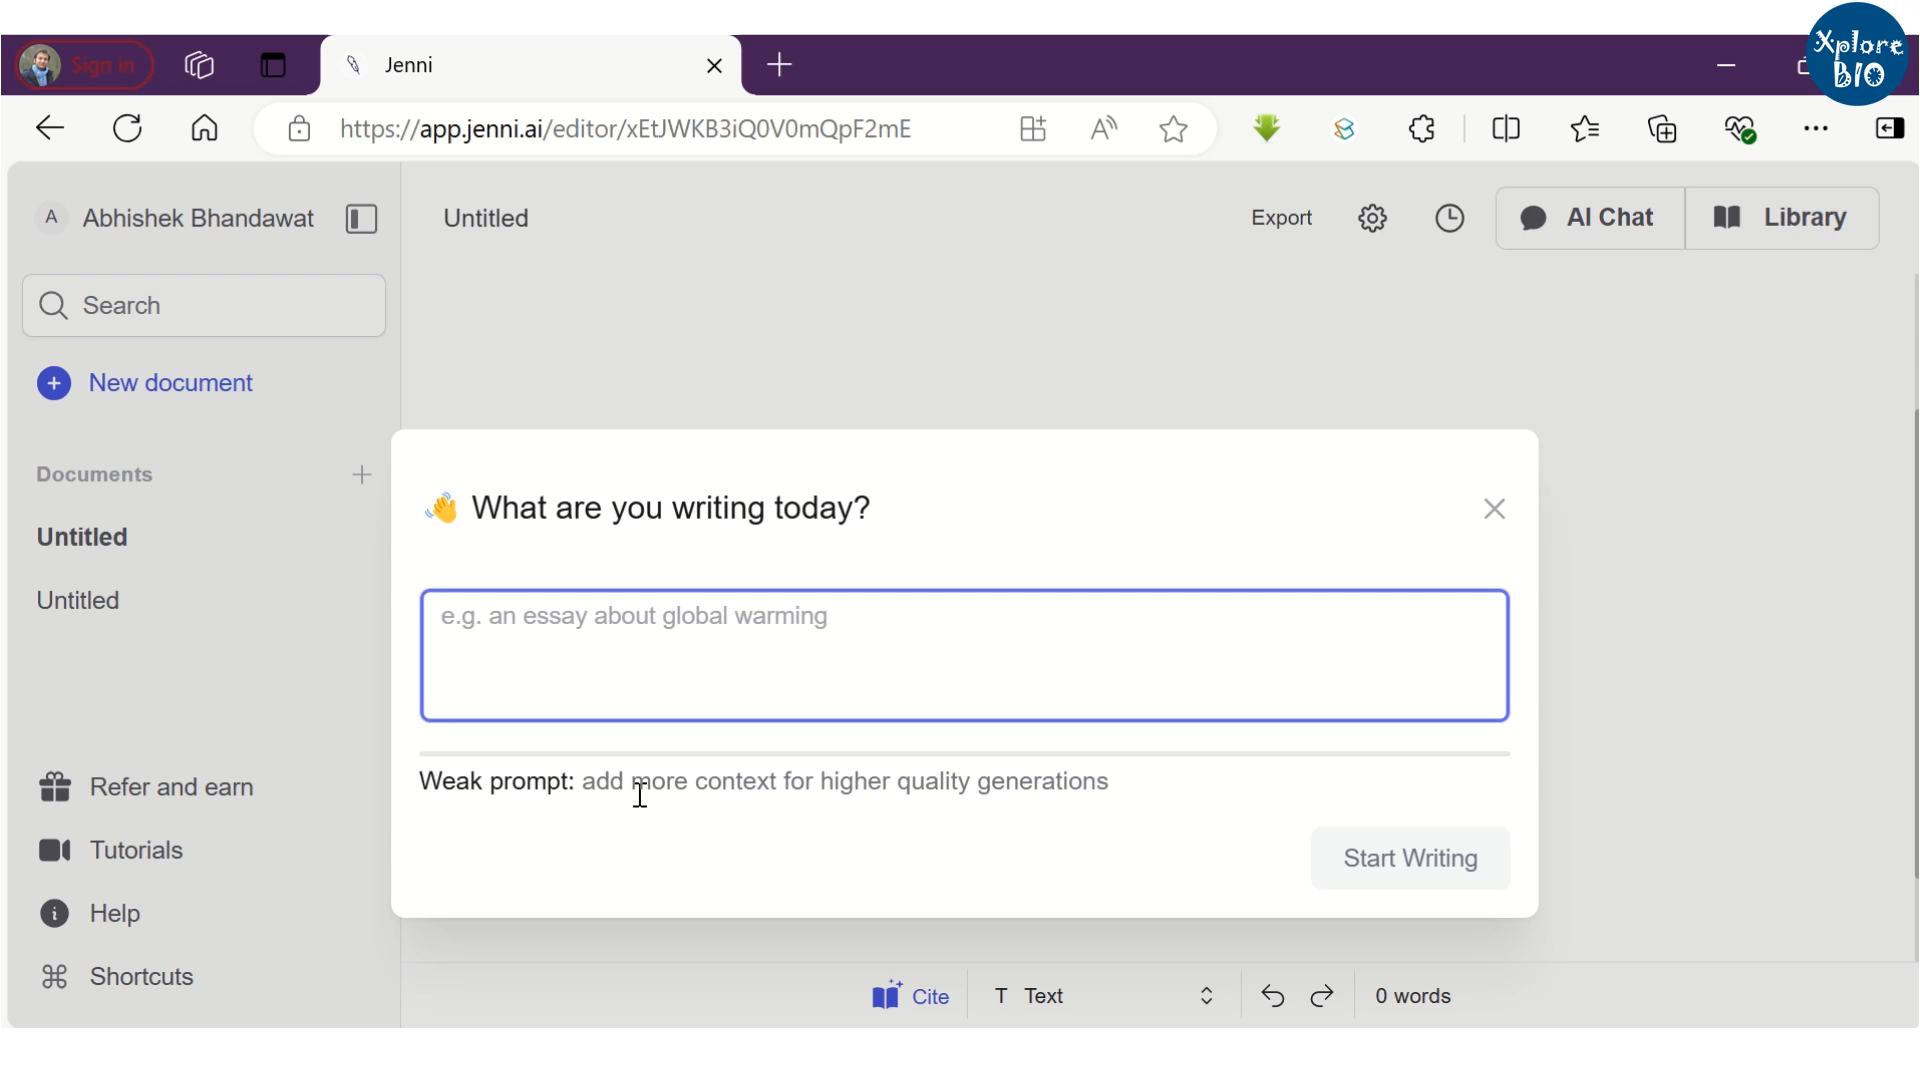 Xplore
BIO
Sign in
Jenni
https://app.jenni.ai/editor/xEtJWKB3iQ0V0mQpF2mE
A Abhishek Bhandawat
Untitled
Export
AI Chat
Library
Search
New document
Documents
Untitled
Untitled
Refer and earn
Tutorials
Help
Shortcuts
What are you writing today?
e.g. an essay about global warming
Weak prompt: add more context for higher quality generations
Start Writing
Cite
T Text
0 words